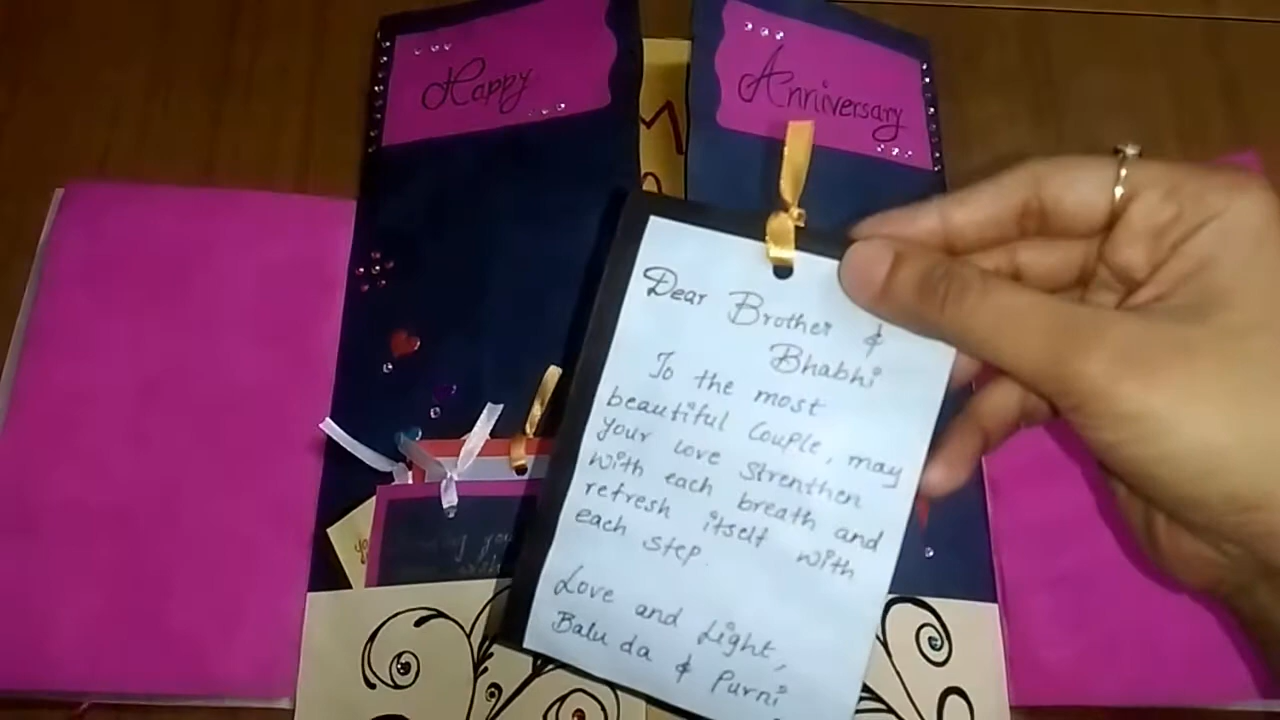 Happy
Anniversary
Dear Brother &
Bhabhi
To the most
beautiful couple, may
your love strenthen
with each breath and
refresh itself with
each step.
Love and Light,
Balu da & Purni